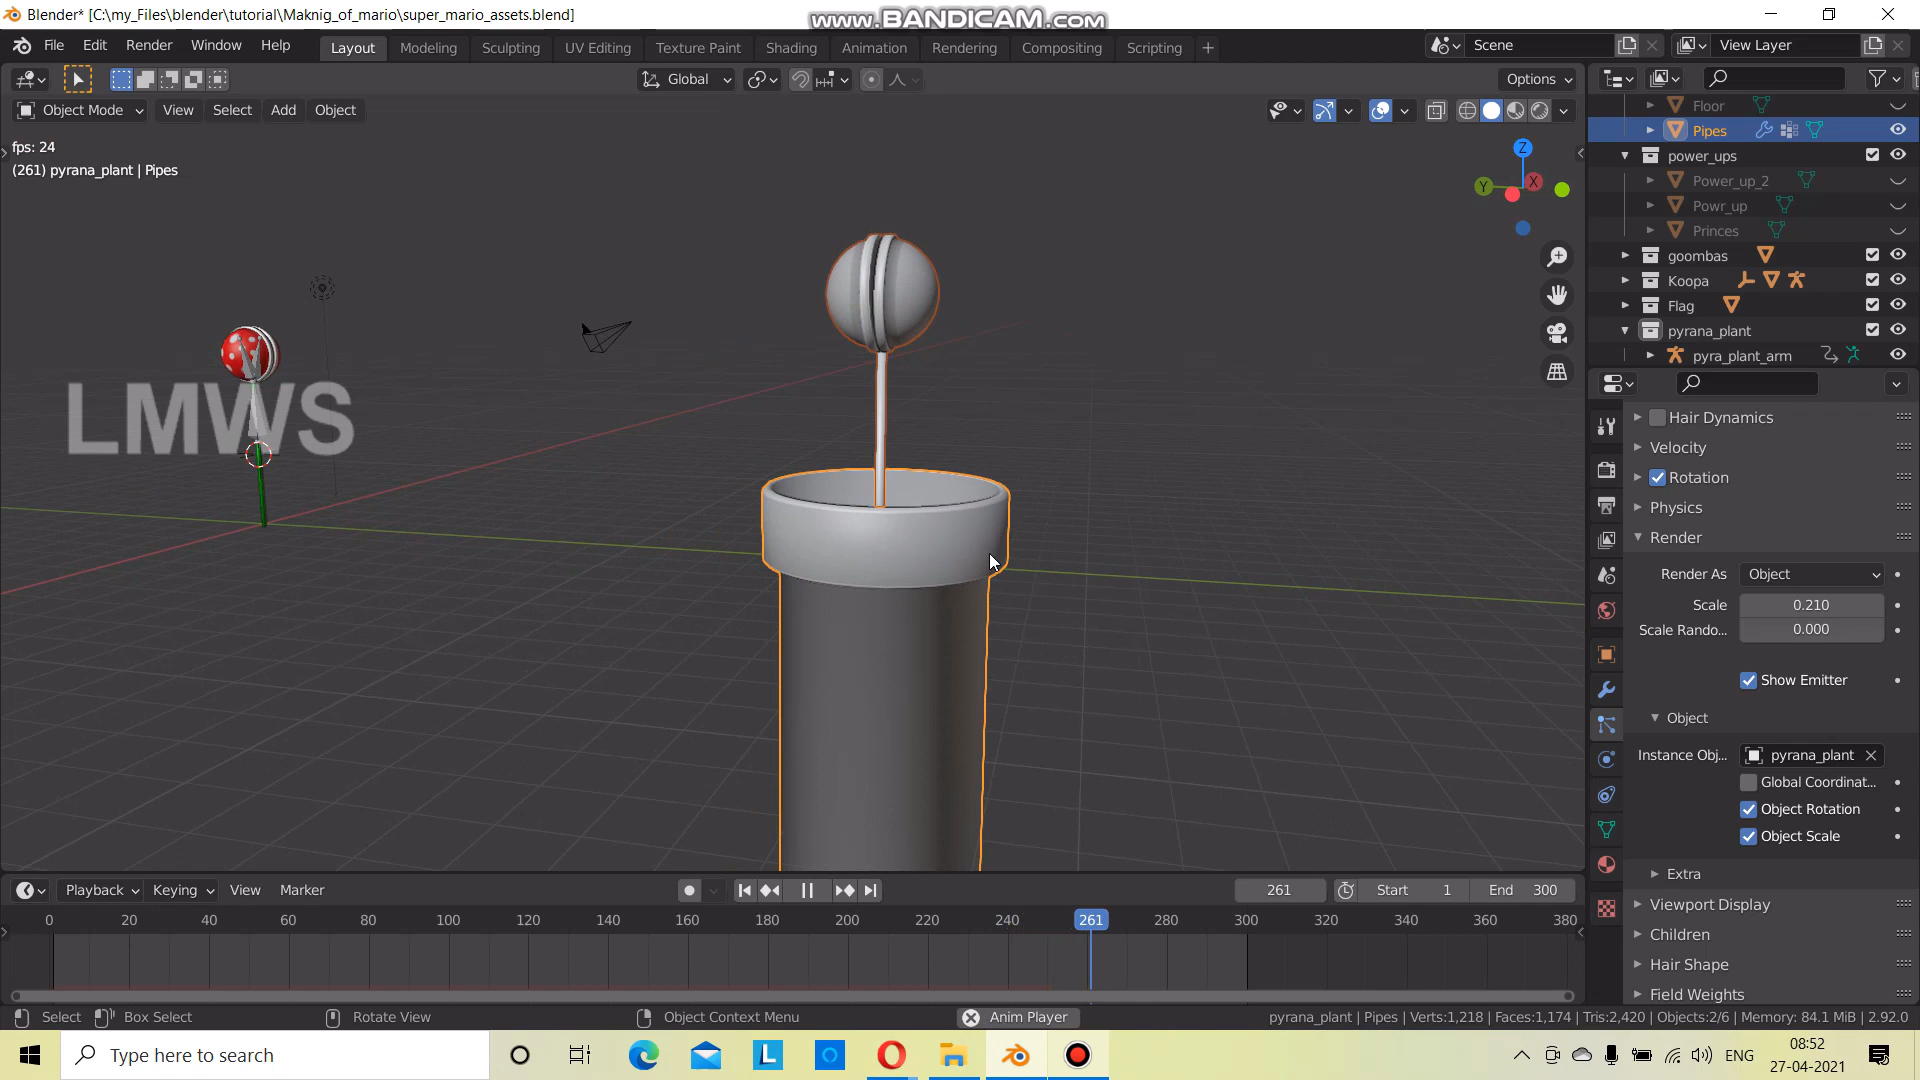 Blender* [C:\my_Files\blender\tutorial\Maknig_of_mario\super_mario_assets.blend]
www.BANDICAM.com
File Edit Render Window Help
Layout Modeling Sculpting UV Editing Texture Paint Shading Animation Rendering Compositing Scripting +
Scene View Layer
Global Options
Object Mode View Select Add Object
fps: 24
(261) pyrana_plant | Pipes
Z
Y X
LMWS
Floor
Pipes
power_ups
Power_up_2
Powr_up
Princes
goombas
Koopa
Flag
pyrana_plant
pyra_plant_arm
Hair Dynamics
Velocity
Rotation
Physics
Render
Render As Object
Scale 0.210
Scale Rando... 0.000
Show Emitter
Object
Instance Obj... pyrana_plant
Global Coordinat...
Object Rotation
Object Scale
Extra
Viewport Display
Children
Hair Shape
Field Weights
Playback Keying View Marker
261 Start 1 End 300
0 20 40 60 80 100 120 140 160 180 200 220 240 261 280 300 320 340 360 380
Select Box Select Rotate View Object Context Menu Anim Player
pyrana_plant | Pipes | Verts:1,218 | Faces:1,174 | Tris:2,420 | Objects:2/6 | Memory: 84.1 MiB | 2.92.0
Type here to search
L
ENG
08:52
27-04-2021